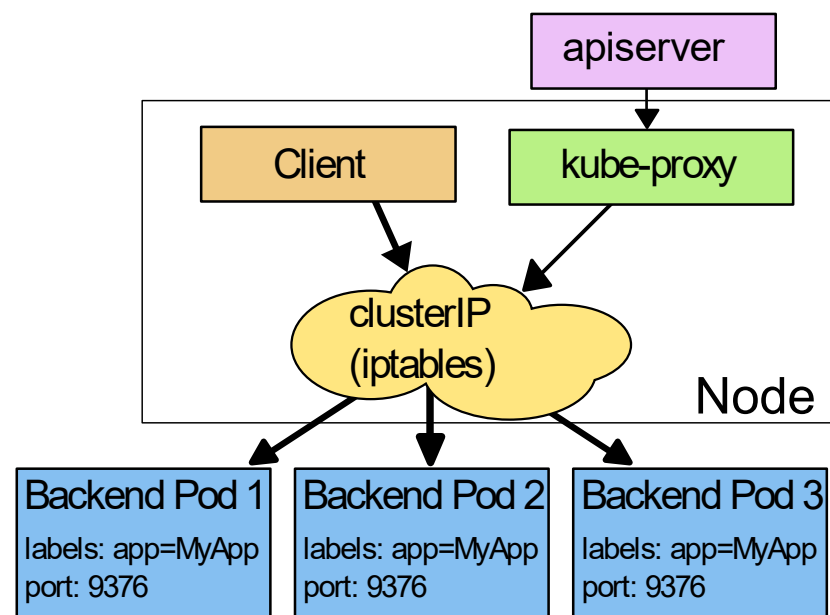 apiserver
Client
kube-proxy
clusterIP
(iptables)
Node
Backend Pod 1
labels: app=MyApp
port: 9376
Backend Pod 2
labels: app=MyApp
port: 9376
Backend Pod 3
labels: app=MyApp
port: 9376